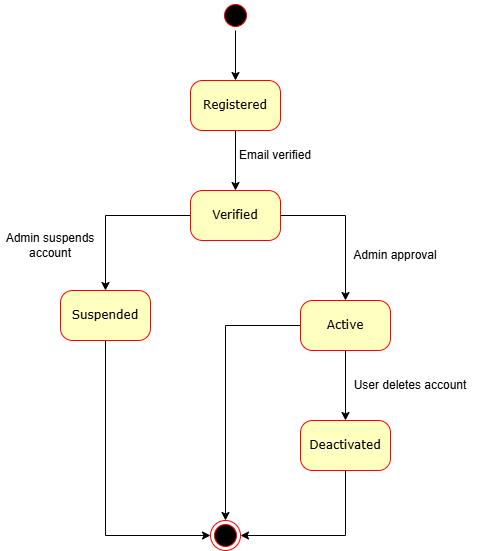 Registered
Email verified
Verified
Admin suspends
account
Admin approval
Suspended
Active
User deletes account
Deactivated